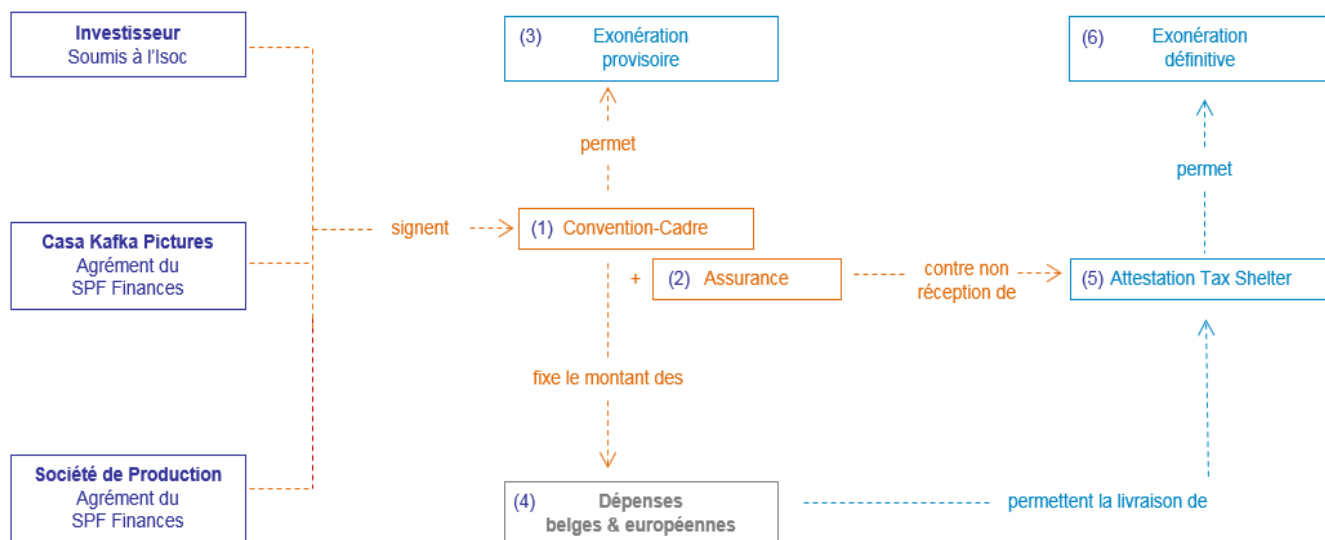 Investisseur
Soumis à l'Isoc
(3) Exonération
provisoire
(6) Exonération
définitive
permet
permet
Casa Kafka Pictures
Agrément du
SPF Finances
signent
(1) Convention-Cadre
+ (2) Assurance
contre non
réception de
(5) Attestation Tax Shelter
fixe le montant des
Société de Production
Agrément du
SPF Finances
(4) Dépenses
belges & européennes
permettent la livraison de